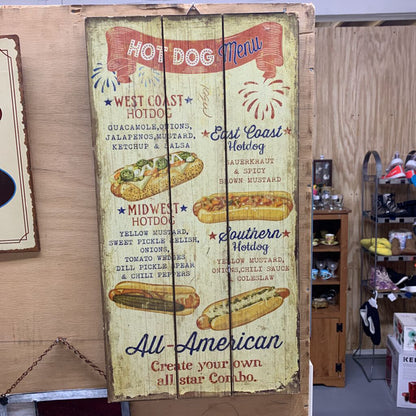 HOT DOG Menu
WEST COAST
HOTDOG
GUACAMOLE, ONIONS,
JALAPENOS, MUSTARD,
KETCHUP & SALSA
East Coast
Hotdog
SAUERKRAUT
& SPICY
BROWN MUSTARD
MIDWEST
HOTDOG
YELLOW MUSTARD,
SWEET PICKLE RELISH,
ONIONS,
TOMATO WEDGES
DILL PICKLE SPEAR
& CHILI PEPPERS
Southern
Hotdog
YELLOW MUSTARD,
ONIONS, CHILI SAUCE
COLESLAW
All-American
Create your own
all star Combo.